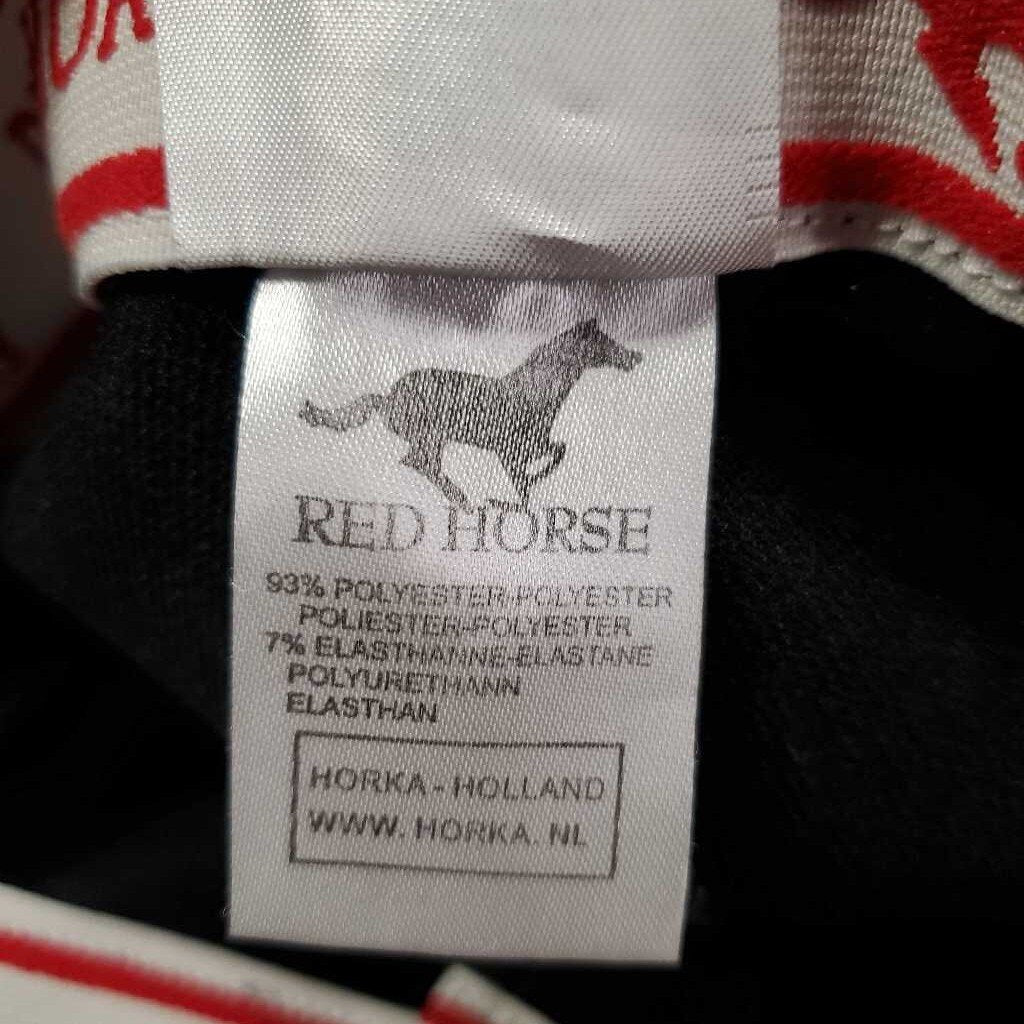 RED HORSE
93% POLYESTER-POLYESTER
POLIESTER-POLYESTER
7% ELASTHANNE-ELASTANE
POLYURETHANN
ELASTHAN
HORKA - HOLLAND
WWW. HORKA. NL